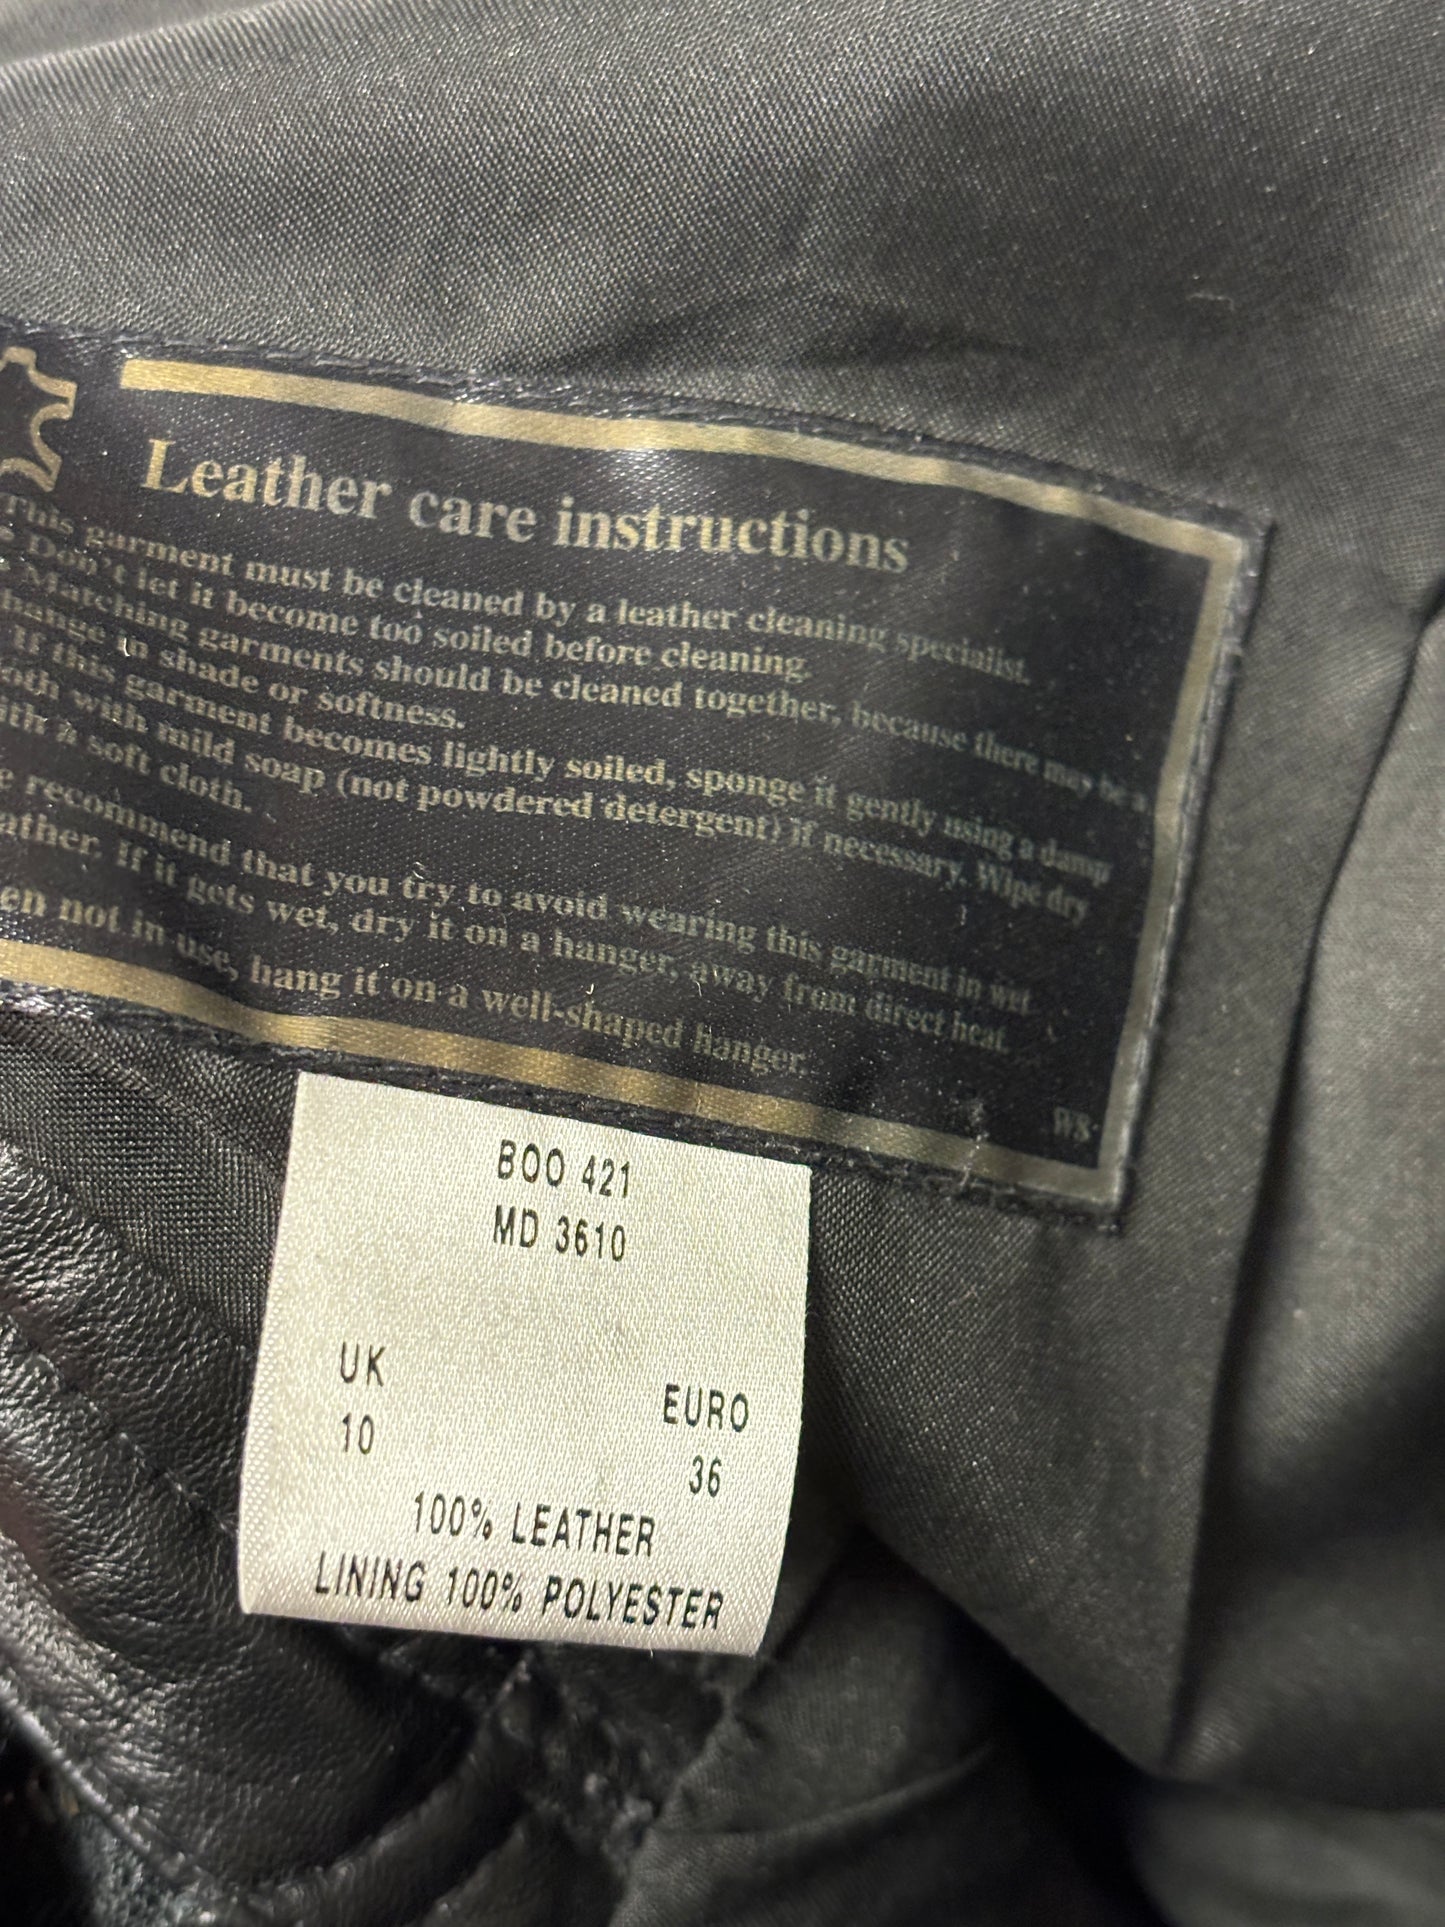 Leather care instructions
This garment must be cleaned by a leather cleaning specialist.
Don't let it become too soiled before cleaning.
Matching garments should be cleaned together, because there may be a
hange in shade or softness.
If this garment becomes lightly soiled, sponge it gently using a damp
oth with mild soap (not powdered detergent) if necessary. Wipe dry
ith a soft cloth.
e recommend that you try to avoid wearing this garment in wet
ather. If it gets wet, dry it on a hanger, away from direct heat.
en not in use, hang it on a well-shaped hanger.
W8
BOO 421
MD 3610
UK EURO
10 36
100% LEATHER
LINING 100% POLYESTER